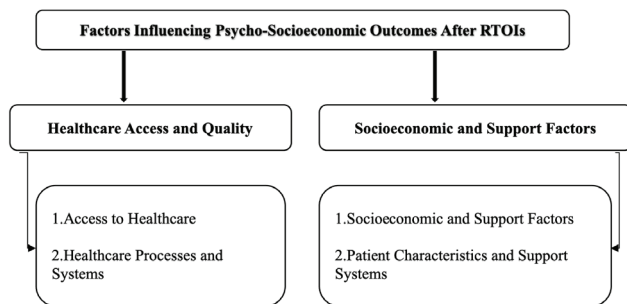 Factors Influencing Psycho-Socioeconomic Outcomes After RTOIs
Healthcare Access and Quality
Socioeconomic and Support Factors
1.Access to Healthcare
2.Healthcare Processes and
Systems
1.Socioeconomic and Support Factors
2.Patient Characteristics and Support
Systems